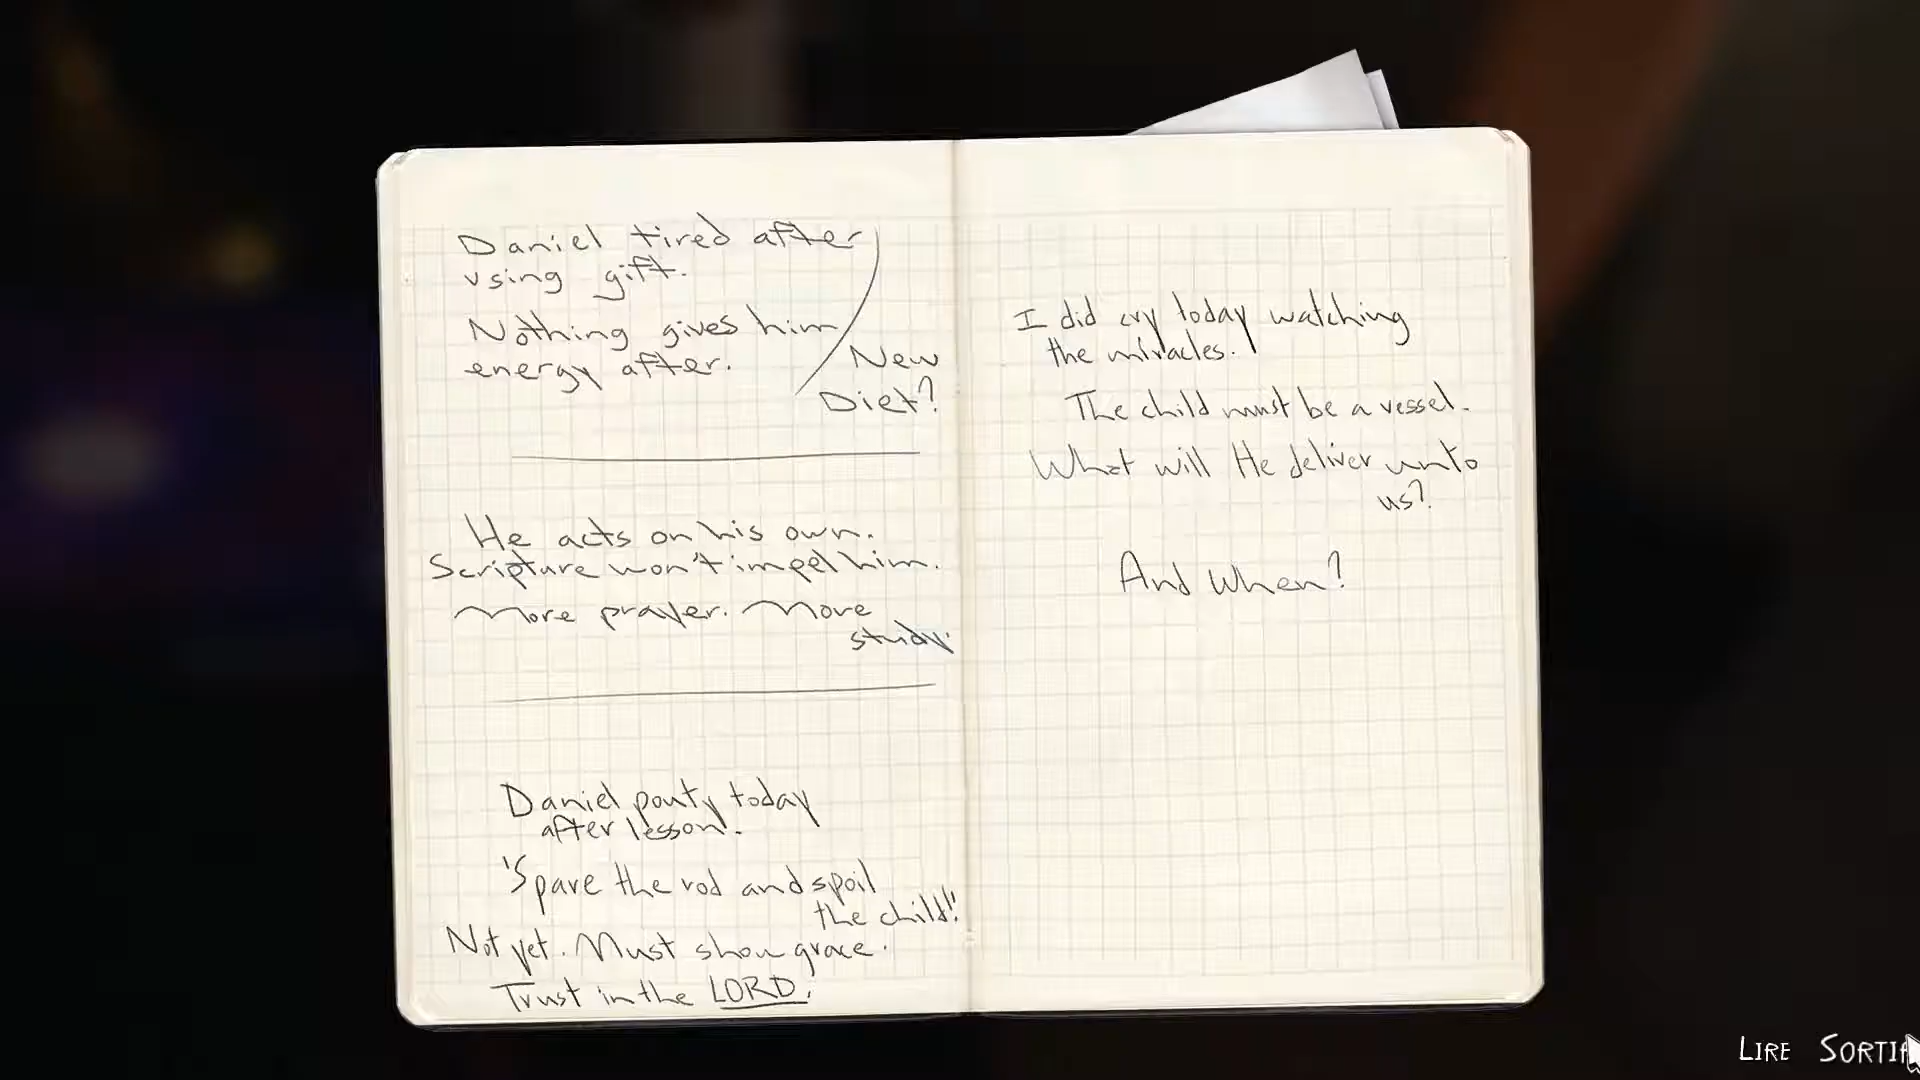 Daniel tired after
using gift.
Nothing gives him
energy after.
New
Diet?
He acts on his own.
Scripture won't impel him.
More prayer. More
study.
Daniel pouty today
after lesson.
'Spare the rod and spoil
the child!'
Not yet. Must show grace.
Trust in the LORD.
I did cry today watching
the miracles.
The child must be a vessel.
What will He deliver unto
us?
And when?
LIRE SORTIR